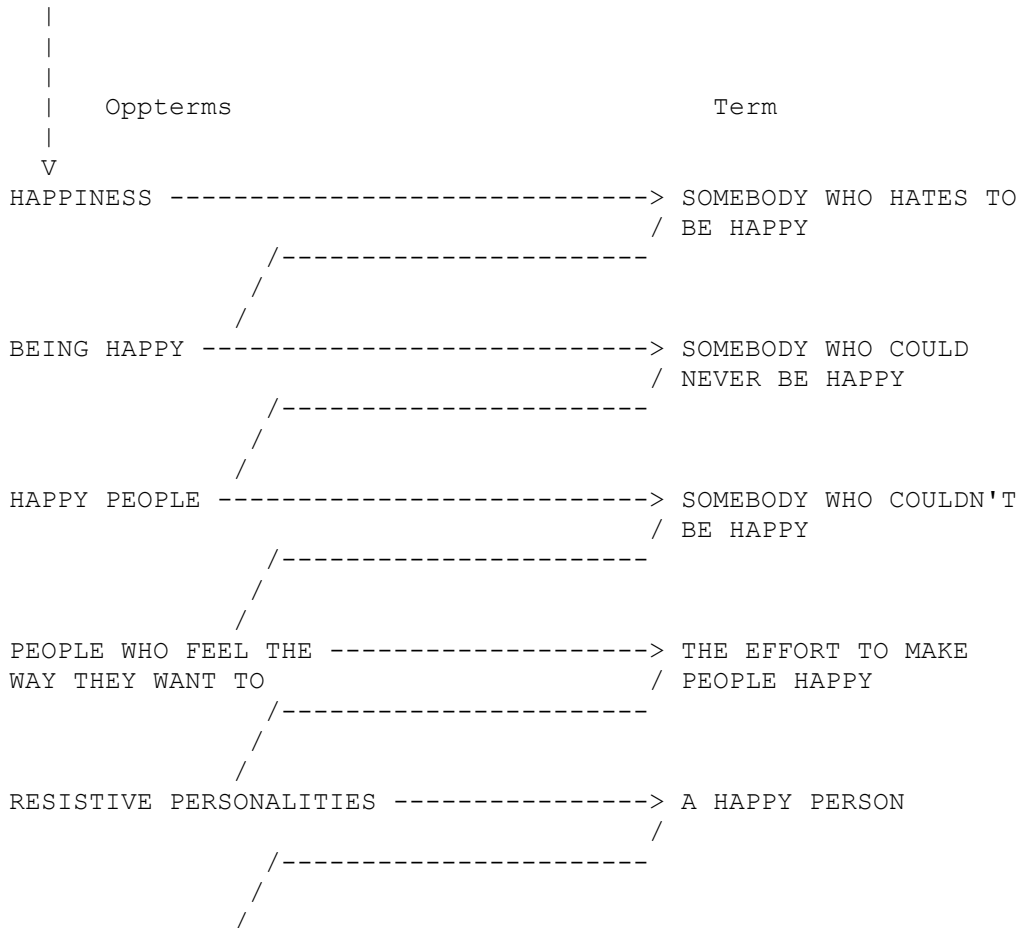 Oppterms Term
HAPPINESS ------------------------------> SOMEBODY WHO HATES TO
BE HAPPY
BEING HAPPY ----------------------------> SOMEBODY WHO COULD
NEVER BE HAPPY
HAPPY PEOPLE ---------------------------> SOMEBODY WHO COULDN'T
BE HAPPY
PEOPLE WHO FEEL THE --------------------> THE EFFORT TO MAKE
WAY THEY WANT TO PEOPLE HAPPY
RESISTIVE PERSONALITIES ----------------> A HAPPY PERSON